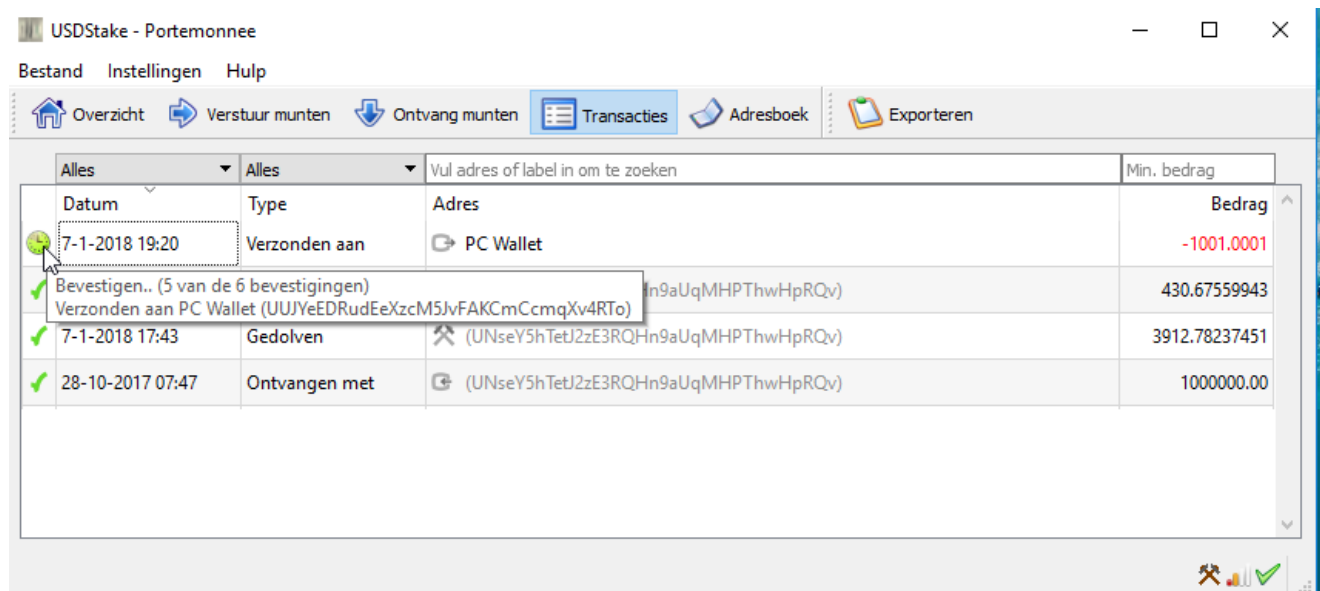 USDStake - Portemonnee
Bestand Instellingen Hulp
Overzicht Verstuur munten Ontvang munten Transacties Adresboek Exporteren
Alles Alles Vul adres of label in om te zoeken Min. bedrag
Datum Type Adres Bedrag
7-1-2018 19:20 Verzonden aan PC Wallet -1001.0001
Bevestigen.. (5 van de 6 bevestigingen)
Verzonden aan PC Wallet (UUJYeEDRudEeXzcM5JvFAKCmCcmqXv4RTo)
Hn9aUqMHPThwHpRQv) 430.67559943
7-1-2018 17:43 Gedolven (UNseY5hTetJ2zE3RQHn9aUqMHPThwHpRQv) 3912.78237451
28-10-2017 07:47 Ontvangen met (UNseY5hTetJ2zE3RQHn9aUqMHPThwHpRQv) 1000000.00